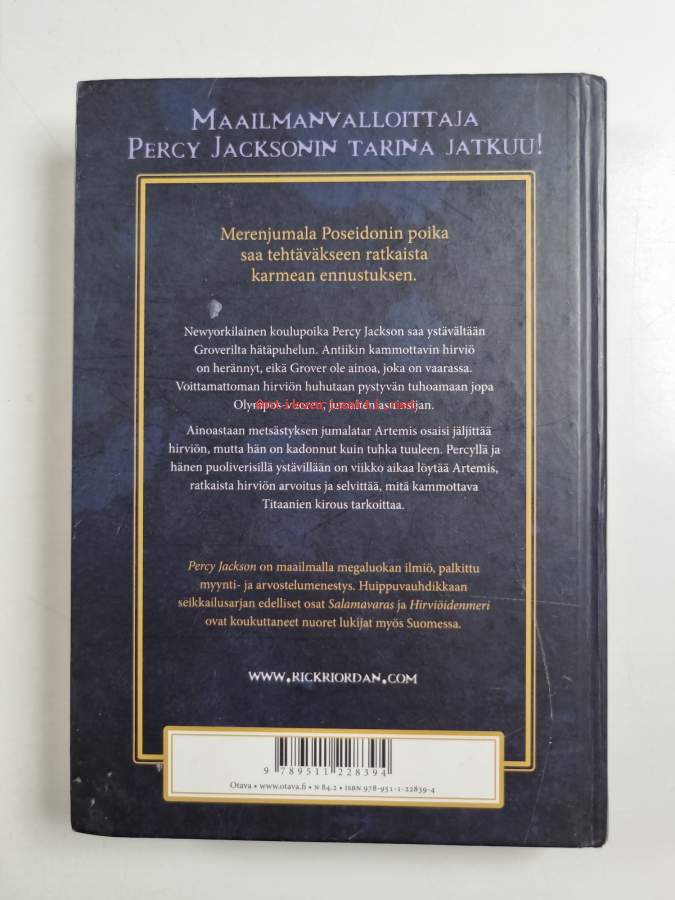 MAAILMANVALLOITTAJA
PERCY JACKSONIN TARINA JATKUU!
Merenjumala Poseidonin poika
saa tehtäväkseen ratkaista
karmean ennustuksen.
Newyorkilainen koulupoika Percy Jackson saa ystävältään
Groverilta hätäpuhelun. Antiikin kammottavin hirviö
on herännyt, eikä Grover ole ainoa, joka on vaarassa.
Voittamattoman hirviön huhutaan pystyvän tuhoamaan jopa
Olympos-vuoren, jumalten asuinsijan.
Ainoastaan metsästyksen jumalatar Artemis osaisi jäljittää
hirviön, mutta hän on kadonnut kuin tuhka tuuleen. Percyllä ja
hänen puoliverisillä ystävillään on viikko aikaa löytää Artemis,
ratkaista hirviön arvoitus ja selvittää, mitä kammottava
Titaanien kirous tarkoittaa.
Percy Jackson on maailmalla megaluokan ilmiö, palkittu
myynti- ja arvostelumenestys. Huippuvauhdikkaan
seikkailusarjan edelliset osat Salamavaras ja Hirviöidenmeri
ovat koukuttaneet nuoret lukijat myös Suomessa.
WWW.RICKRIORDAN.COM
9 789511 228394
Otava • www.otava.fi • N 84.2 • ISBN 978-951-1-22839-4